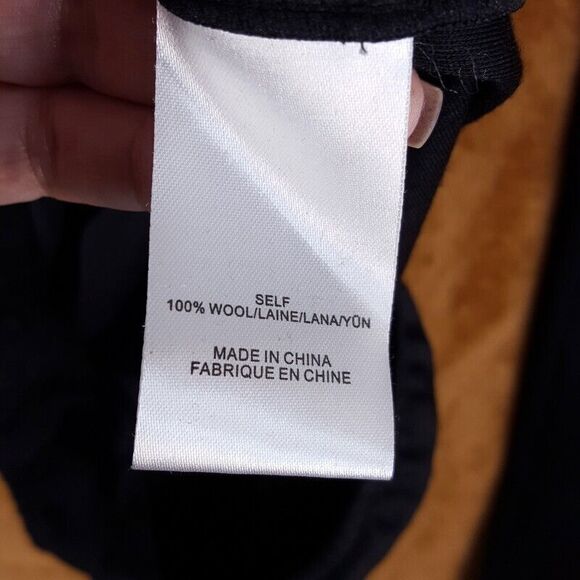 SELF
100% WOOL/LAINE/LANA/YÜN
MADE IN CHINA
FABRIQUE EN CHINE